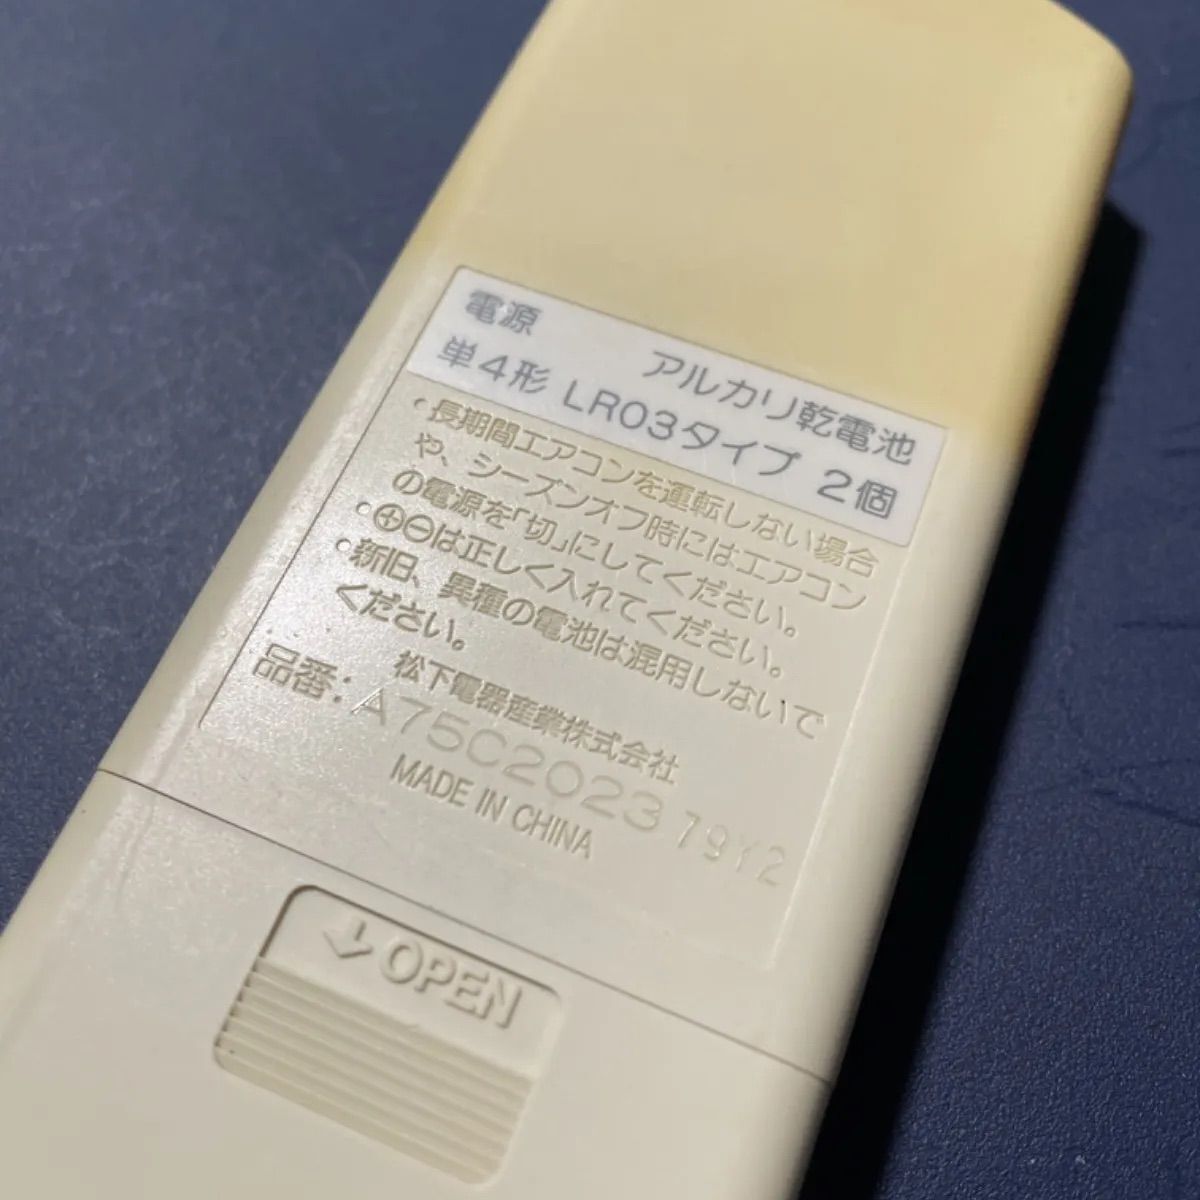 電源 アルカリ乾電池
単4形 LR03タイプ 2個
・長期間エアコンを運転しない場合
や、シーズンオフ時にはエアコン
の電源を「切」にしてください。
・⊕⊖は正しく入れてください。
・新旧、異種の電池は混用しないで
ください。
松下電器産業株式会社
品番: A75C2023 79Y2
MADE IN CHINA
↓OPEN